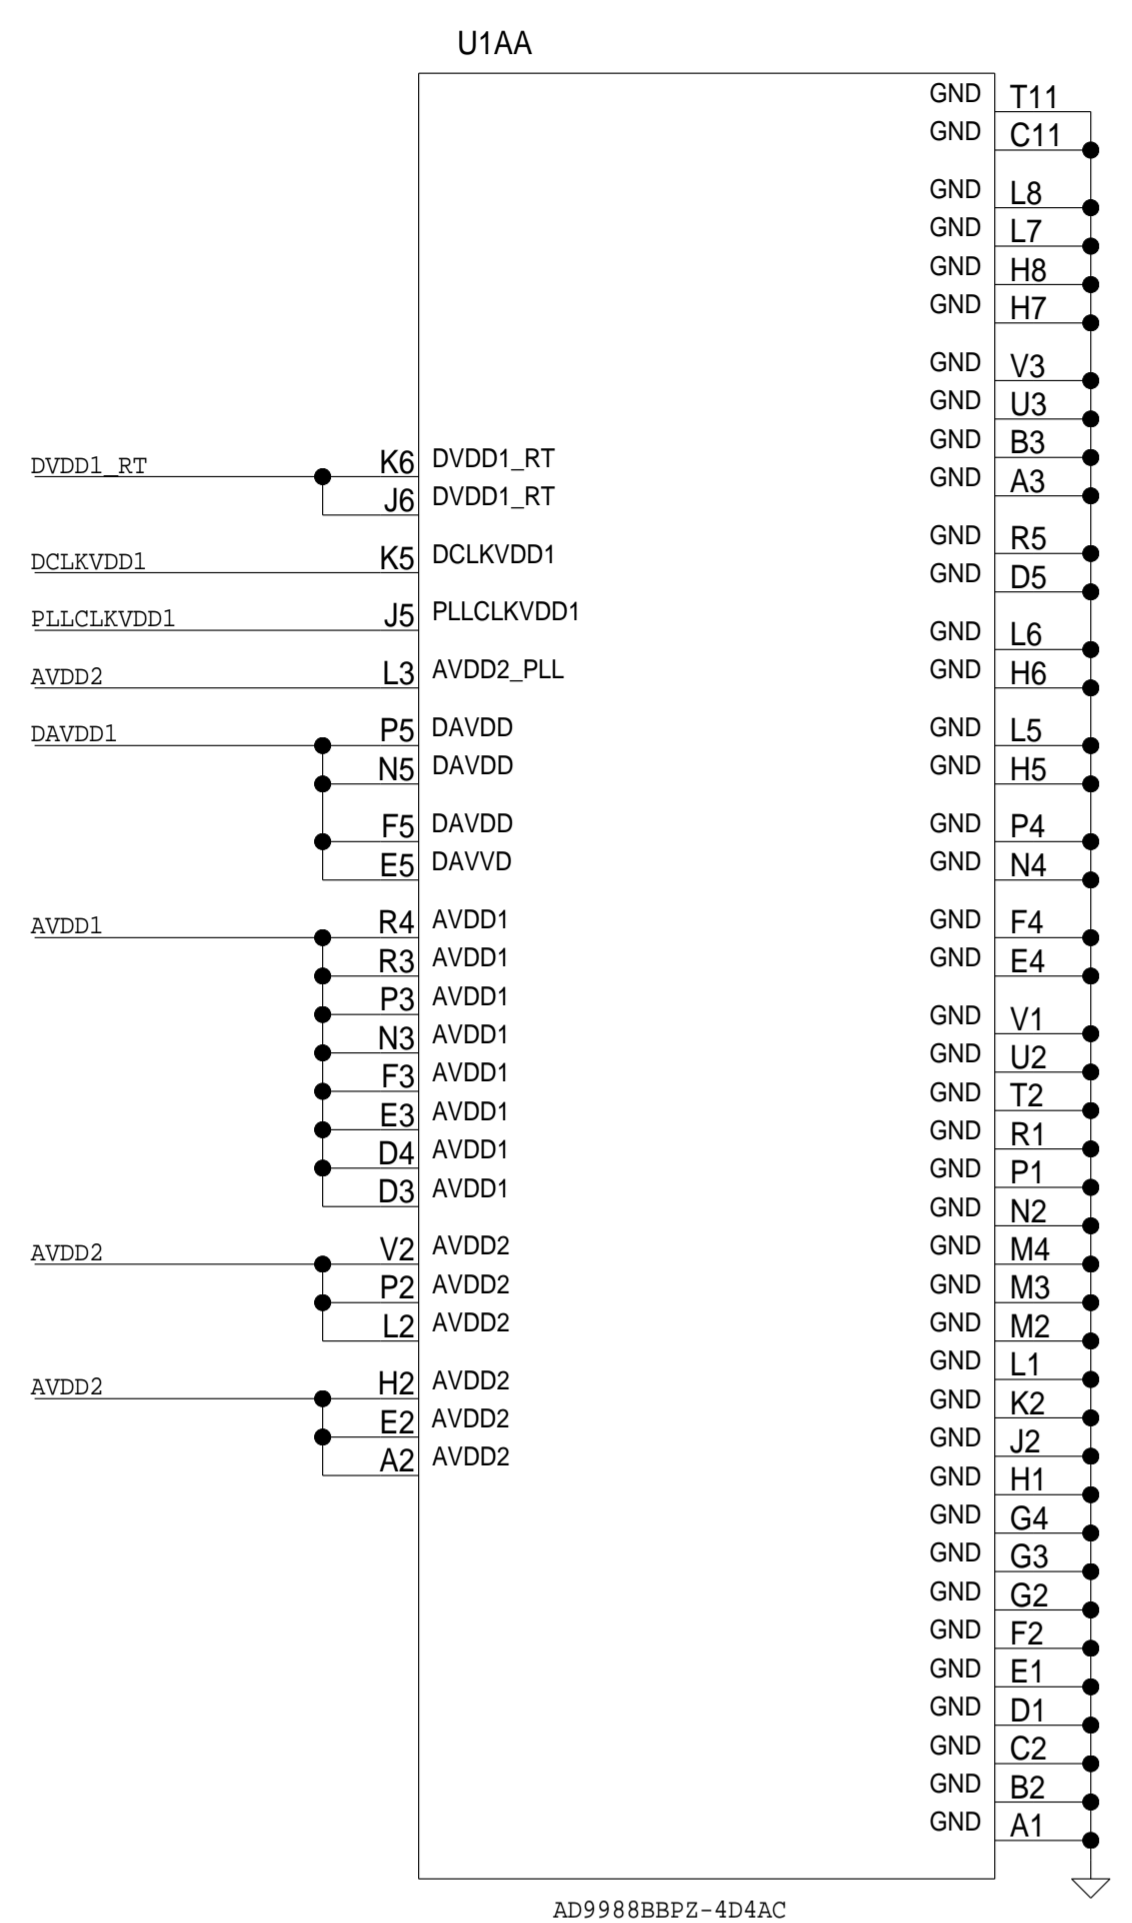 U1AA
GND T11
GND C11
GND L8
GND L7
GND H8
GND H7
GND V3
GND U3
GND B3
GND A3
DVDD1_RT K6 DVDD1_RT
J6 DVDD1_RT
GND R5
DCLKVDD1 K5 DCLKVDD1
GND D5
PLLCLKVDD1 J5 PLLCLKVDD1
GND L6
AVDD2 L3 AVDD2_PLL GND H6
DAVDD1 P5 DAVDD GND L5
N5 DAVDD GND H5
F5 DAVDD GND P4
E5 DAVVD GND N4
AVDD1 R4 AVDD1 GND F4
R3 AVDD1 GND E4
P3 AVDD1
N3 AVDD1 GND V1
F3 AVDD1 GND U2
E3 AVDD1 GND T2
D4 AVDD1 GND R1
D3 AVDD1 GND P1
GND N2
AVDD2 V2 AVDD2 GND M4
P2 AVDD2 GND M3
L2 AVDD2 GND M2
GND L1
AVDD2 H2 AVDD2 GND K2
E2 AVDD2 GND J2
A2 AVDD2 GND H1
GND G4
GND G3
GND G2
GND F2
GND E1
GND D1
GND C2
GND B2
GND A1
AD9988BBPZ-4D4AC